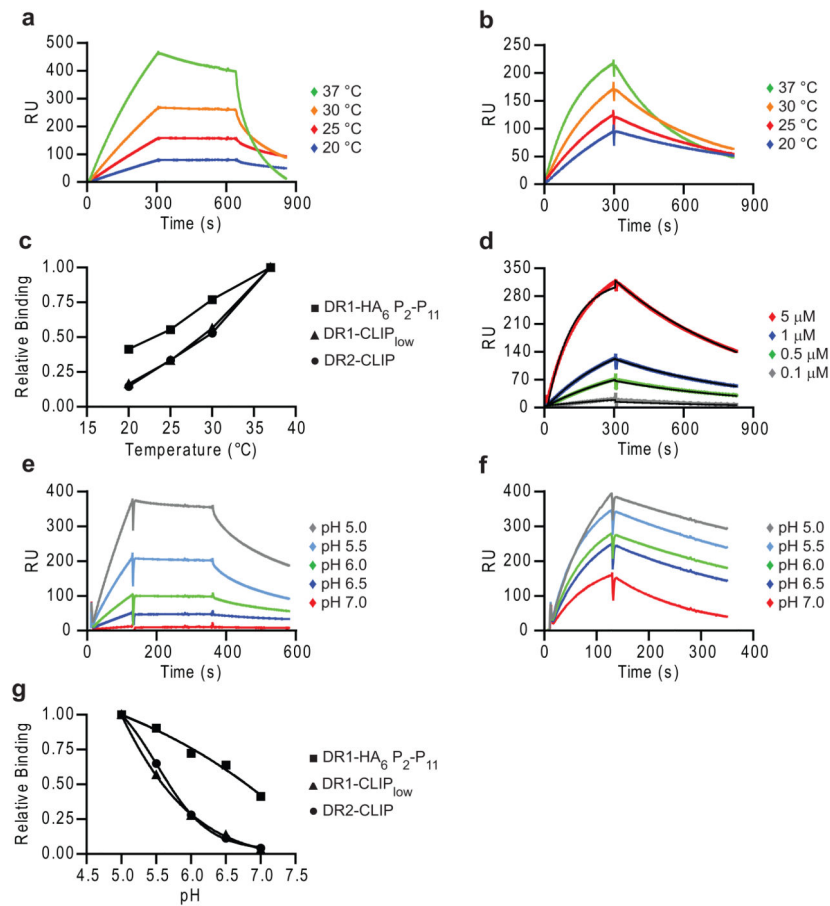 a
500
400
300
200
100
0
RU
0 300 600 900
Time (s)
37 °C
30 °C
25 °C
20 °C
b
250
200
150
100
50
0
RU
0 300 600 900
Time (s)
37 °C
30 °C
25 °C
20 °C
c
1.00
0.75
0.50
0.25
0.00
Relative Binding
15 20 25 30 35 40
Temperature (°C)
DR1-HA6 P2-P11
DR1-CLIPlow
DR2-CLIP
d
350
280
210
140
70
0
RU
0 300 600 900
Time (s)
5 µM
1 µM
0.5 µM
0.1 µM
e
400
300
200
100
0
RU
0 200 400 600
Time (s)
pH 5.0
pH 5.5
pH 6.0
pH 6.5
pH 7.0
f
400
300
200
100
0
RU
0 100 200 300 400
Time (s)
pH 5.0
pH 5.5
pH 6.0
pH 6.5
pH 7.0
g
1.00
0.75
0.50
0.25
0.00
Relative Binding
4.5 5.0 5.5 6.0 6.5 7.0 7.5
pH
DR1-HA6 P2-P11
DR1-CLIPlow
DR2-CLIP